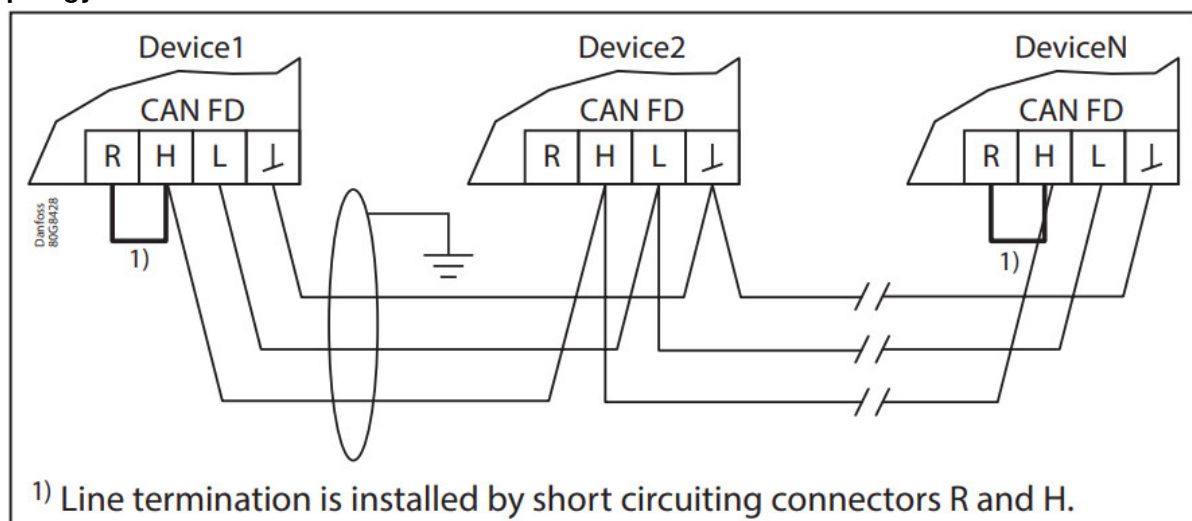 Device1 Device2 DeviceN
CAN FD CAN FD CAN FD
R H L R H L R H L
Danfoss
80G8428
1) 1)
1) Line termination is installed by short circuiting connectors R and H.